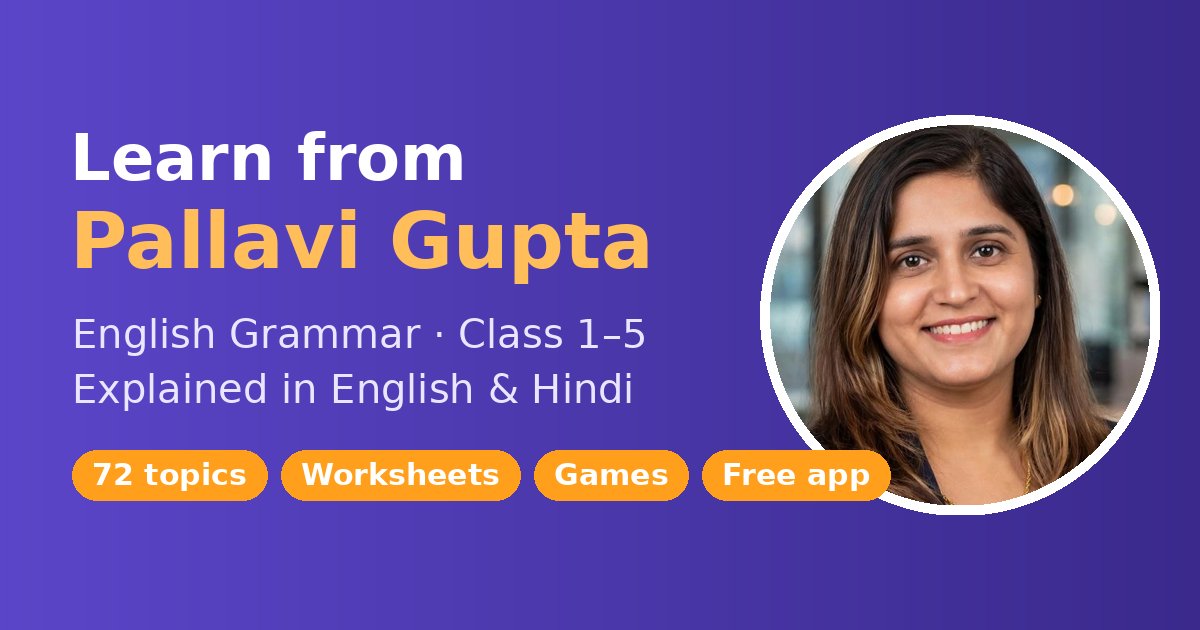 Learn from
Pallavi Gupta
English Grammar · Class 1–5
Explained in English & Hindi
72 topics Worksheets Games Free app